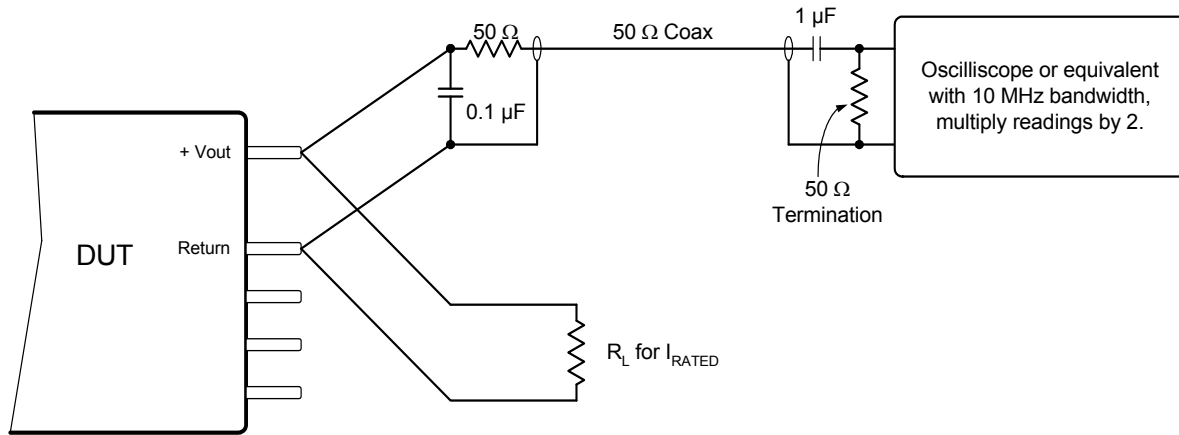 50 Ω
50 Ω Coax
1 µF
0.1 µF
Oscilliscope or equivalent
with 10 MHz bandwidth,
multiply readings by 2.
+ Vout
50 Ω
Termination
Return
DUT
RL for IRATED